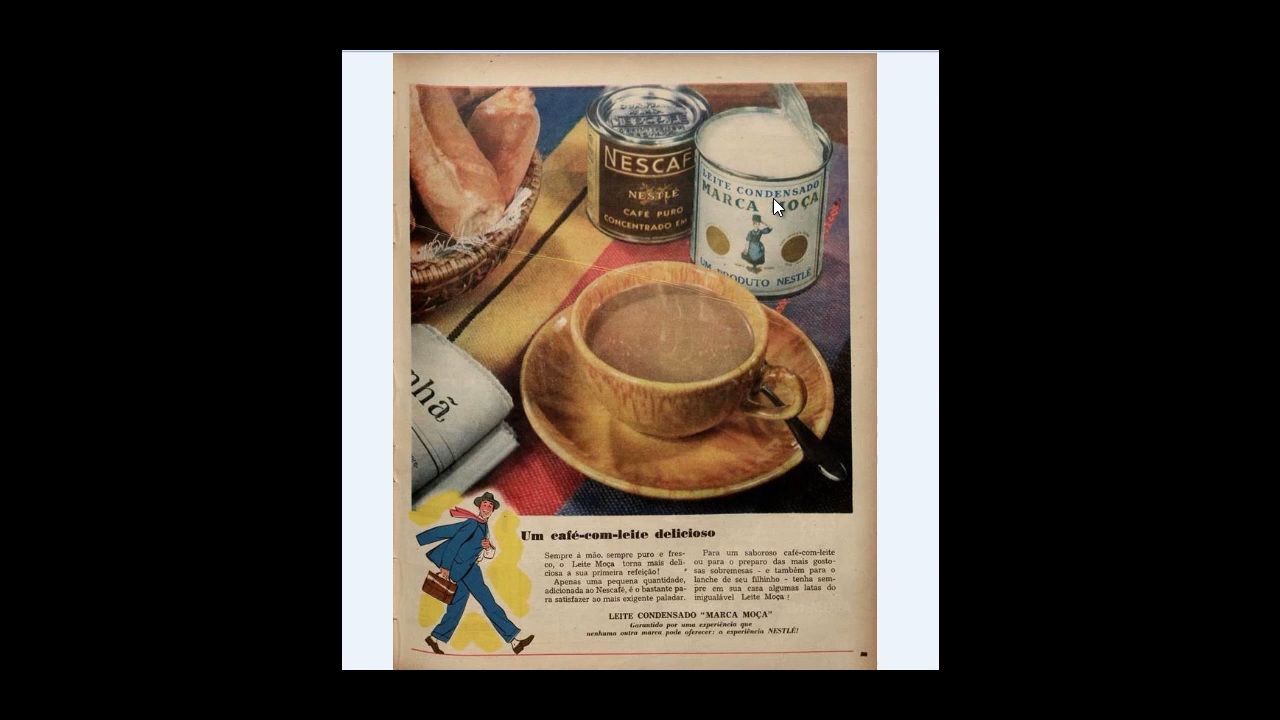 NESCAF
NESTLÉ
CAFÉ PURO
CONCENTRADO EM
LEITE CONDENSADO
MARCA MOÇA
UM PRODUTO NESTLÉ
nhã
Um café-com-leite delicioso
Sempre á mão, sempre puro e fres-
co, o Leite Moça torna mais deli-
ciosa a sua primeira refeição!
Apenas uma pequena quantidade,
adicionada ao Nescafé, é o bastante pa-
ra satisfazer ao mais exigente paladar.
Para um saboroso café-com-leite
ou para o preparo das mais gosto-
sas sobremesas - e também para o
lanche de seu filhinho - tenha sem-
pre em sua casa algumas latas do
inigualável Leite Moça!
LEITE CONDENSADO "MARCA MOÇA"
Garantido por uma experiência que
nenhuma outra marca pode oferecer: a experiência NESTLÉ!